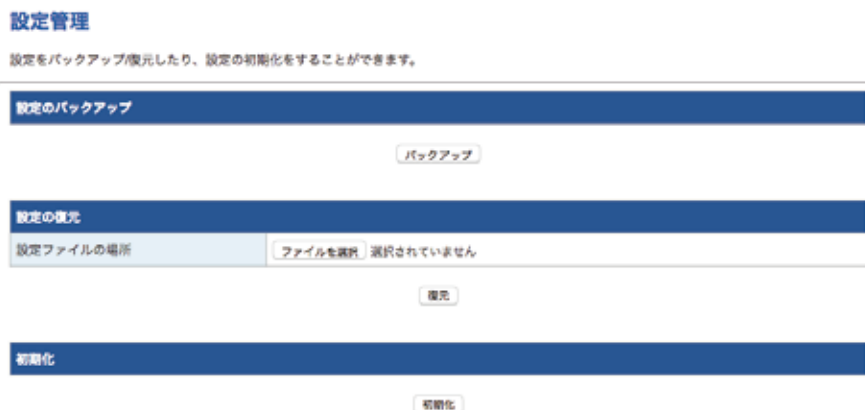 設定管理
設定をバックアップ/復元したり、設定の初期化をすることができます。
設定のバックアップ
バックアップ
設定の復元
設定ファイルの場所 ファイルを選択 選択されていません
復元
初期化
初期化